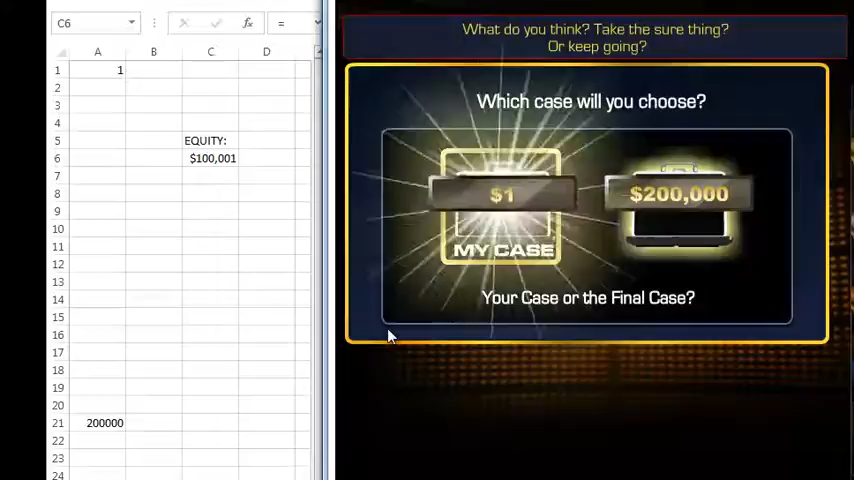 C6
fx
=
A B C D
1 1
2
3
4
5 EQUITY:
6 $100,001
7
8
9
10
11
12
13
14
15
16
17
18
19
20
21 200000
22
23
24
What do you think? Take the sure thing?
Or keep going?
Which case will you choose?
$1 $200,000
MY CASE
Your Case or the Final Case?